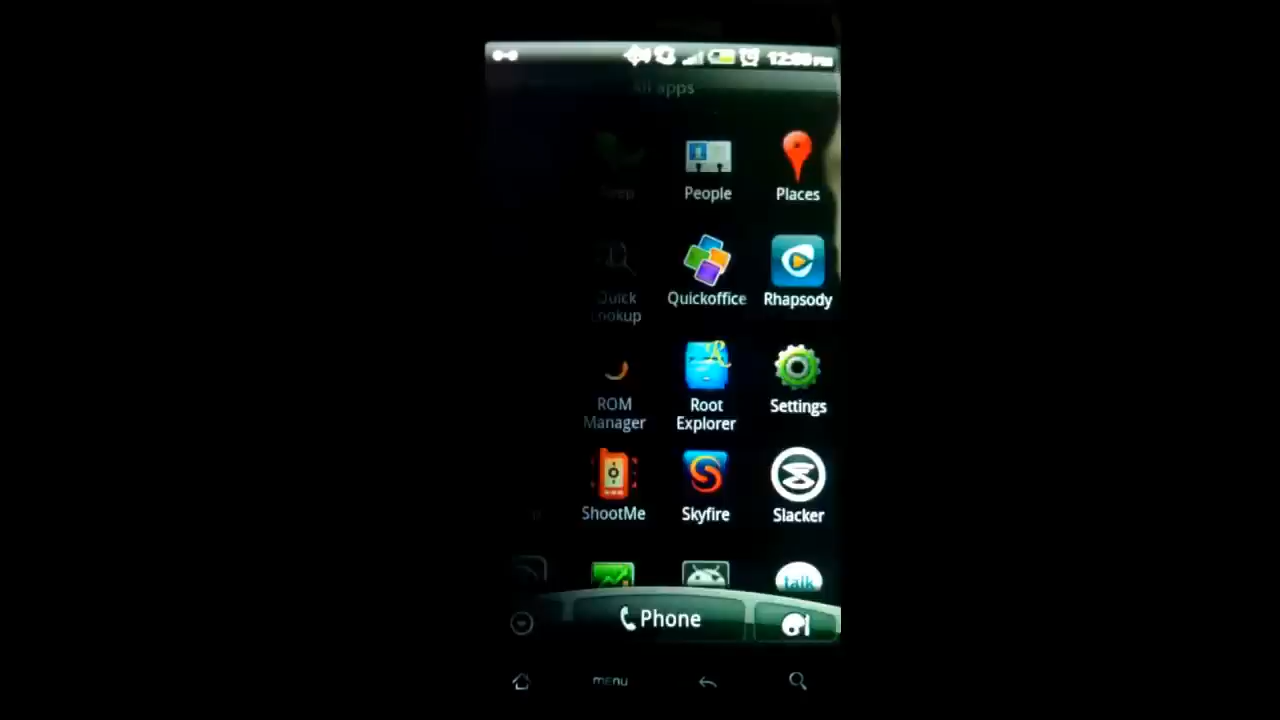 All apps
People
Places
Quick
Lookup
Quickoffice
Rhapsody
ROM
Manager
Root
Explorer
Settings
ShootMe
Skyfire
Slacker
talk
Phone
menu